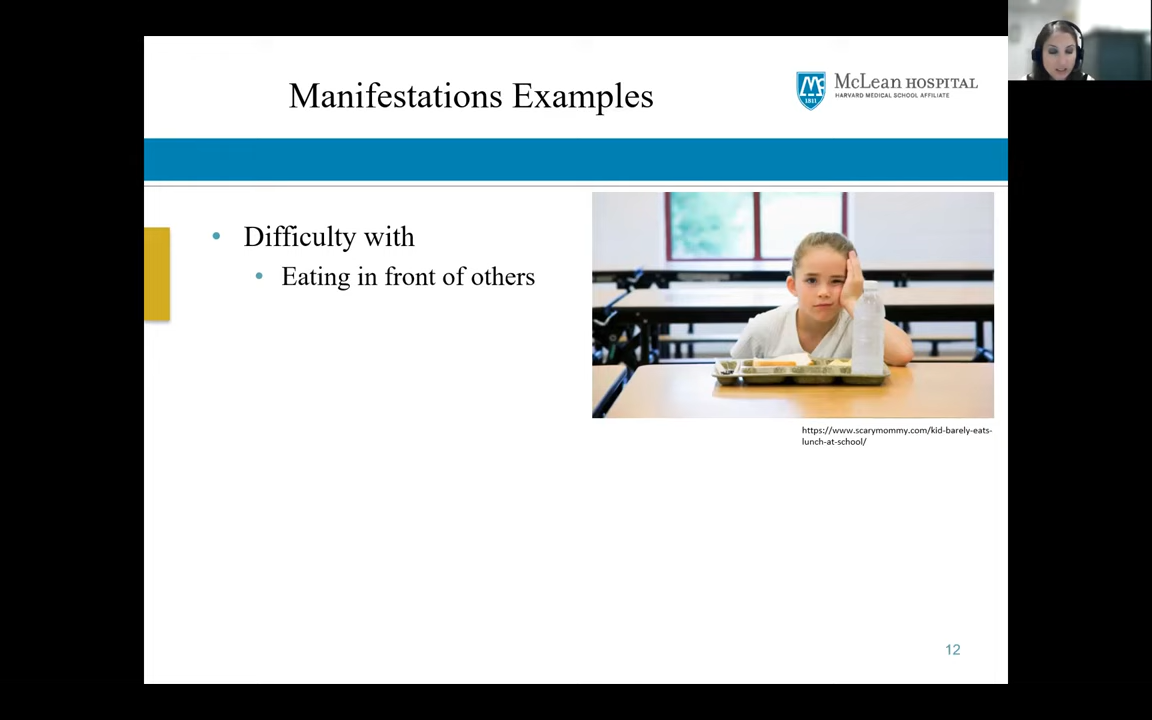 Manifestations Examples
McLean HOSPITAL
HARVARD MEDICAL SCHOOL AFFILIATE
1811
• Difficulty with
• Eating in front of others
https://www.scarymommy.com/kid-barely-eats-
lunch-at-school/
12